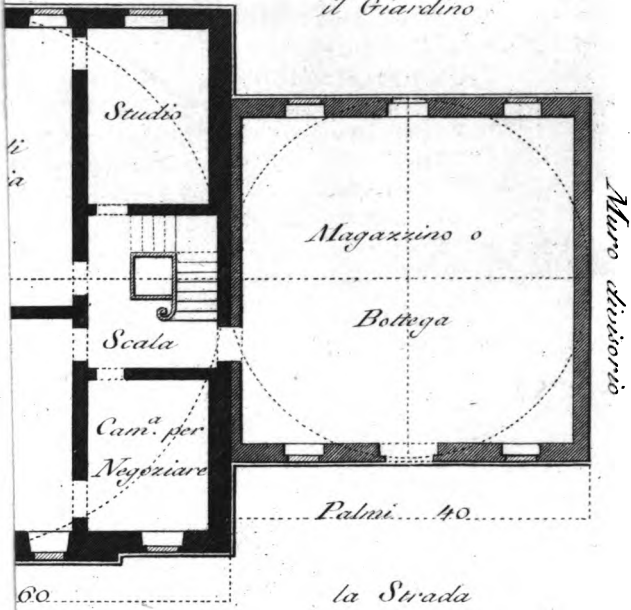 il Giardino
Studio
Magazzino o
Bottega
Muro divisorio
Scala
Cam.ª per
Negoziare
Palmi 40
60
la Strada